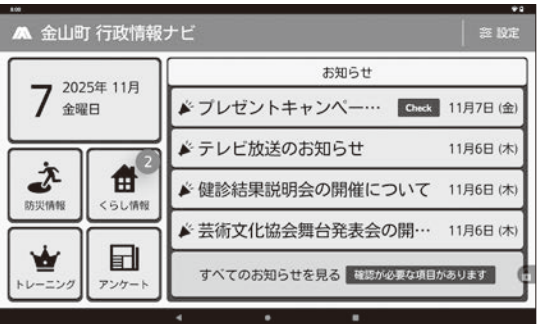 8:00
金山町 行政情報ナビ
設定
7
2025年 11月
金曜日
お知らせ
プレゼントキャンペー… Check 11月7日 (金)
テレビ放送のお知らせ 11月6日 (木)
健診結果説明会の開催について 11月6日 (木)
芸術文化協会舞台発表会の開… 11月6日 (木)
すべてのお知らせを見る 確認が必要な項目があります
防災情報
2
くらし情報
トレーニング
アンケート